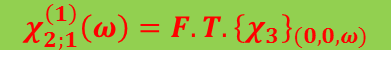 χ_{2;1}^{(1)}(ω) = F.T.{χ_3}_{(0,0,ω)}